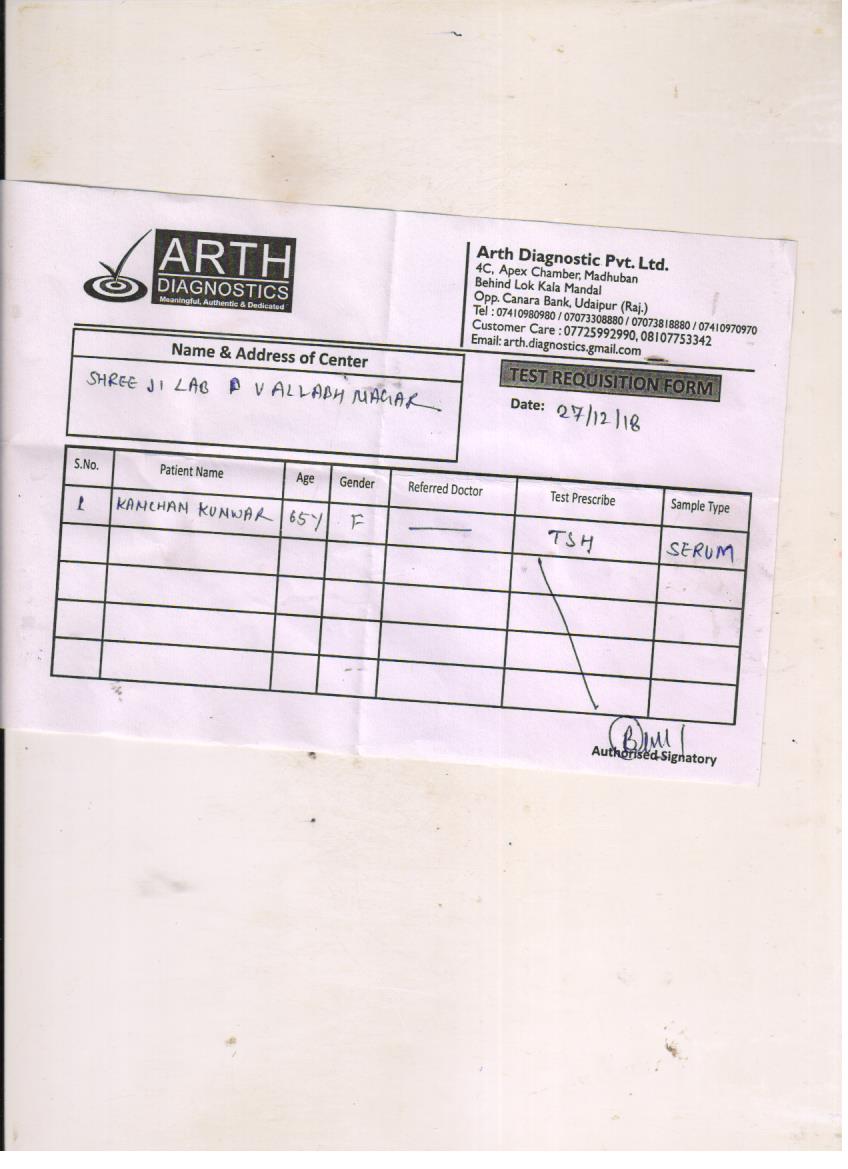 ARTH
DIAGNOSTICS
Meaningful, Authentic & Dedicated
Arth Diagnostic Pvt. Ltd.
4C, Apex Chamber, Madhuban
Behind Lok Kala Mandal
Opp. Canara Bank, Udaipur (Raj.)
Tel : 07410980980 / 07073308880 / 07073818880 / 07410970970
Customer Care : 07725992990, 08107753342
Email: arth.diagnostics.gmail.com
Name & Address of Center
SHREE JI LAB VALLABH NAGAR
TEST REQUISITION FORM
Date: 27/12/18
S.No. Patient Name Age Gender Referred Doctor Test Prescribe Sample Type
1 KANCHAN KUNWAR 65Y F TSH SERUM
Authorised Signatory